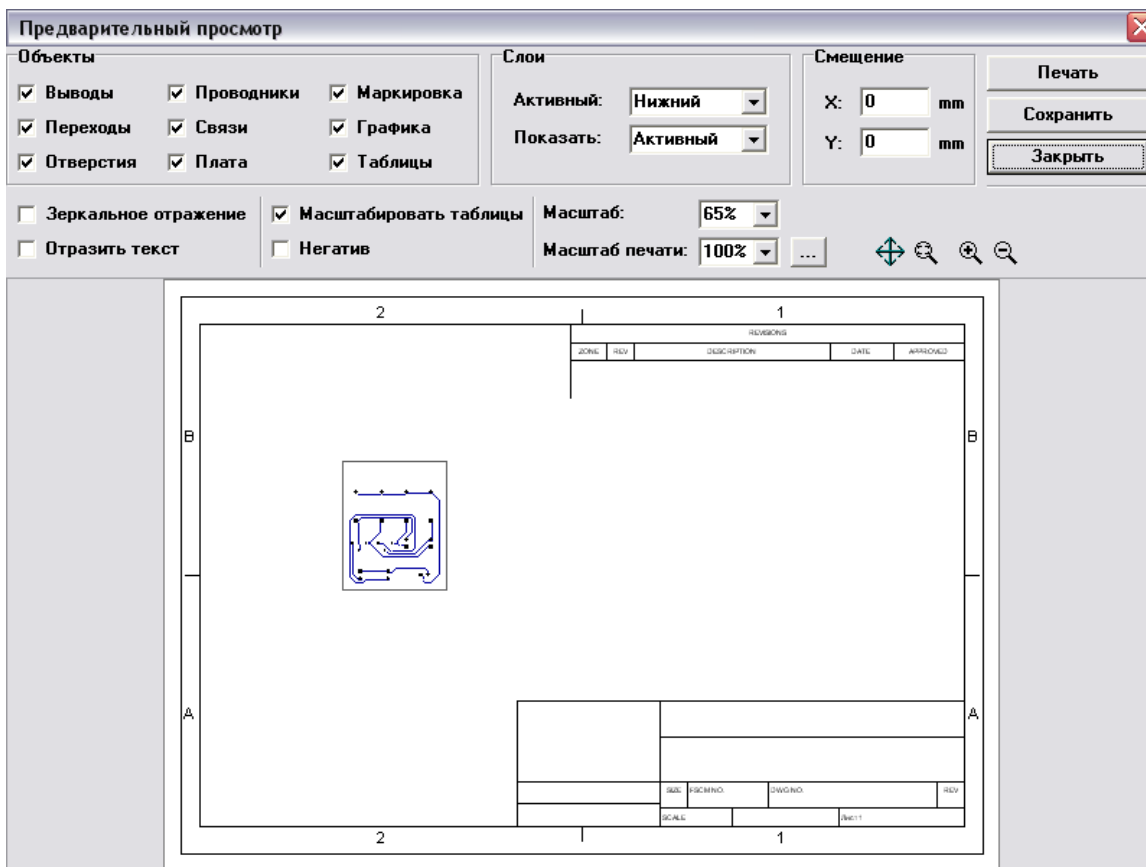 Предварительный просмотр
Объекты
Слои
Смещение
Печать
Выводы Проводники Маркировка
Активный: Нижний
X: 0 mm
Сохранить
Переходы Связи Графика
Показать: Активный
Y: 0 mm
Закрыть
Отверстия Плата Таблицы
Зеркальное отражение Масштабировать таблицы Масштаб: 65%
Отразить текст Негатив Масштаб печати: 100% ...
2 1
REVISIONS
ZONE REV DESCRIPTION DATE APPROVED
B B
A A
SIZE FSCM NO. DWG NO. REV
SCALE Лист 1
2 1